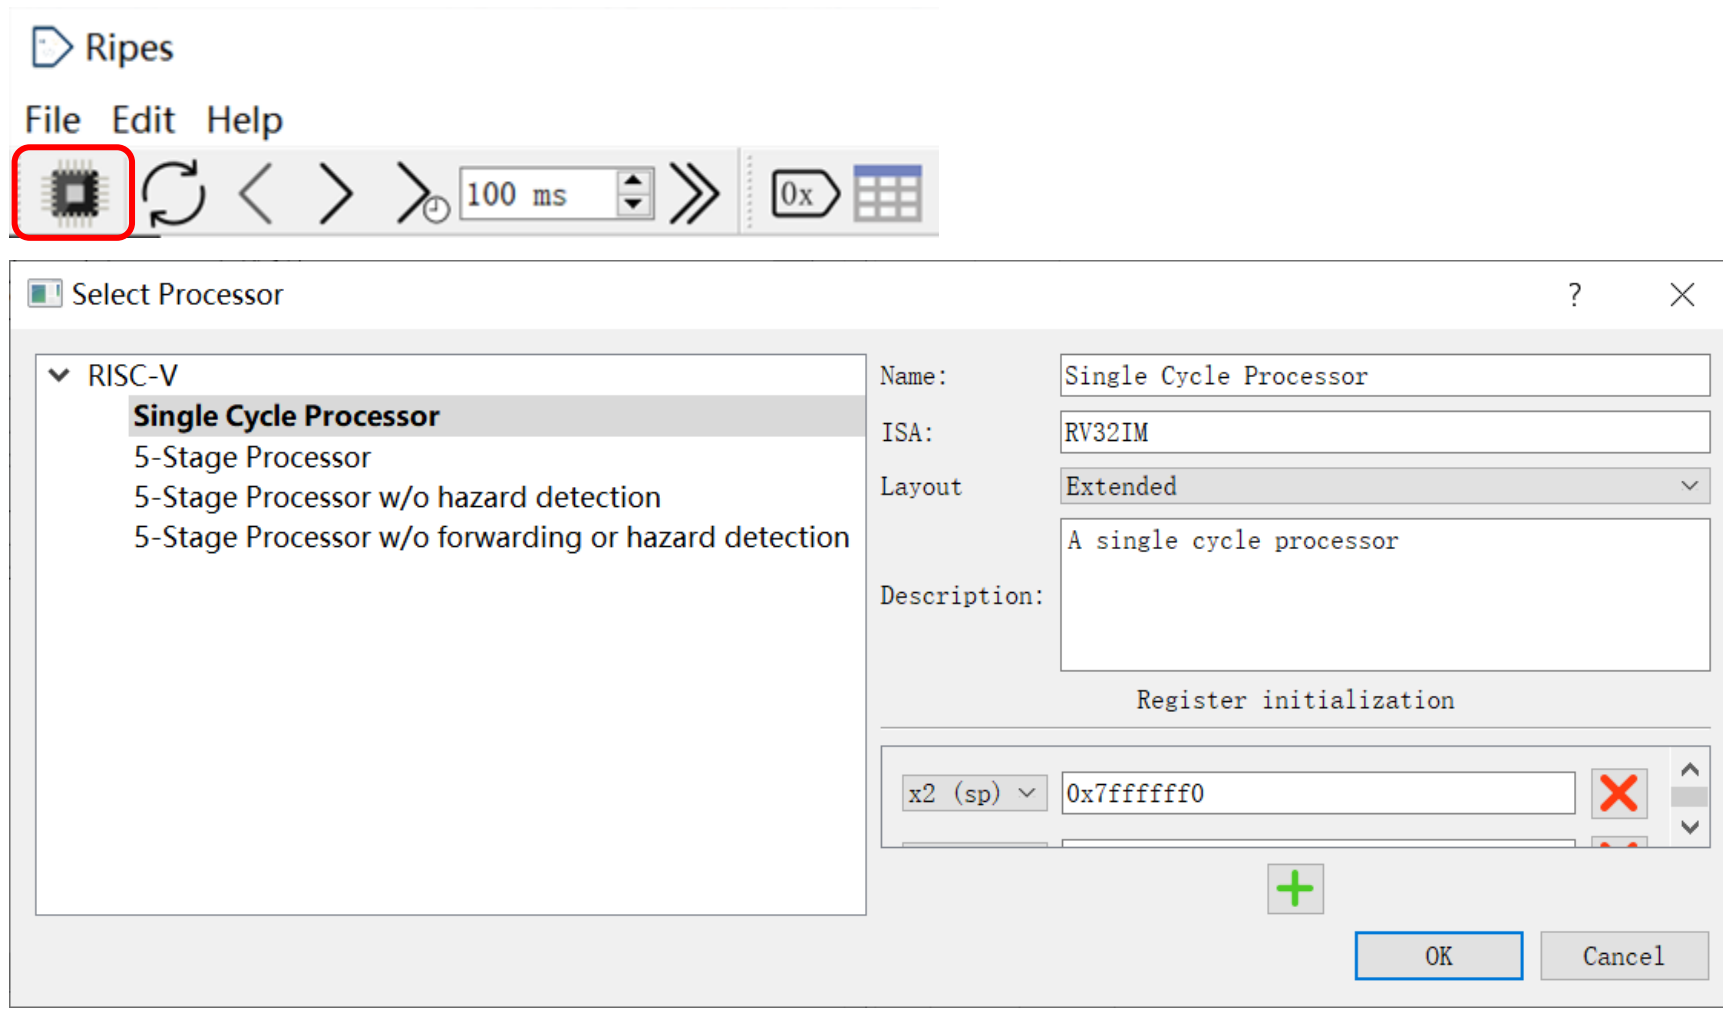 Ripes
File Edit Help
100 ms
0x
Select Processor
?
RISC-V
Single Cycle Processor
5-Stage Processor
5-Stage Processor w/o hazard detection
5-Stage Processor w/o forwarding or hazard detection
Name: Single Cycle Processor
ISA: RV32IM
Layout Extended
Description: A single cycle processor
Register initialization
x2 (sp) 0x7ffffff0
OK Cancel